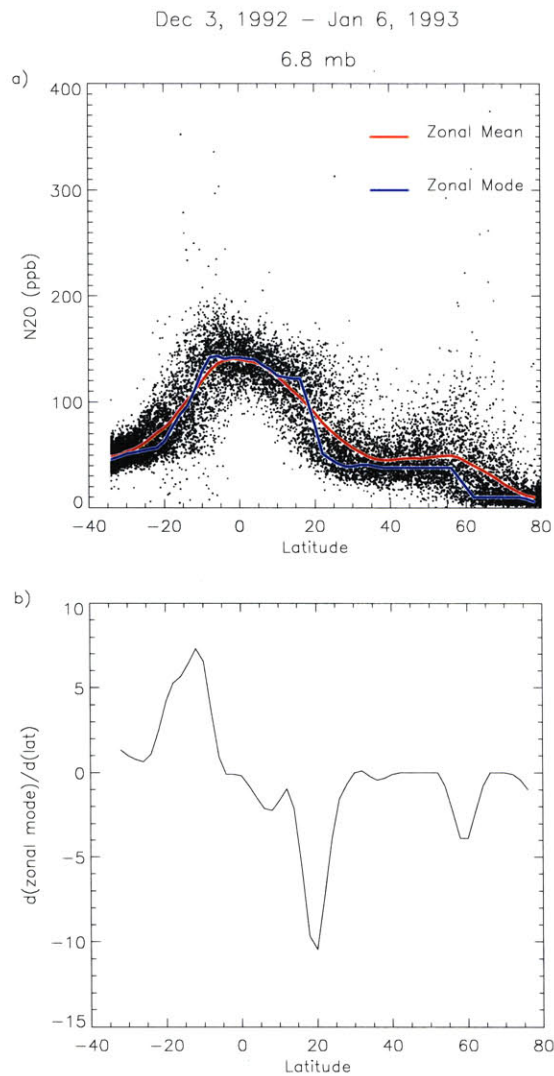 Dec 3, 1992 – Jan 6, 1993
6.8 mb
a)
400
300
200
100
0
N2O (ppb)
Zonal Mean
Zonal Mode
−40 −20 0 20 40 60 80
Latitude
b)
10
5
0
−5
−10
−15
d(zonal mode)/d(lat)
−40 −20 0 20 40 60 80
Latitude